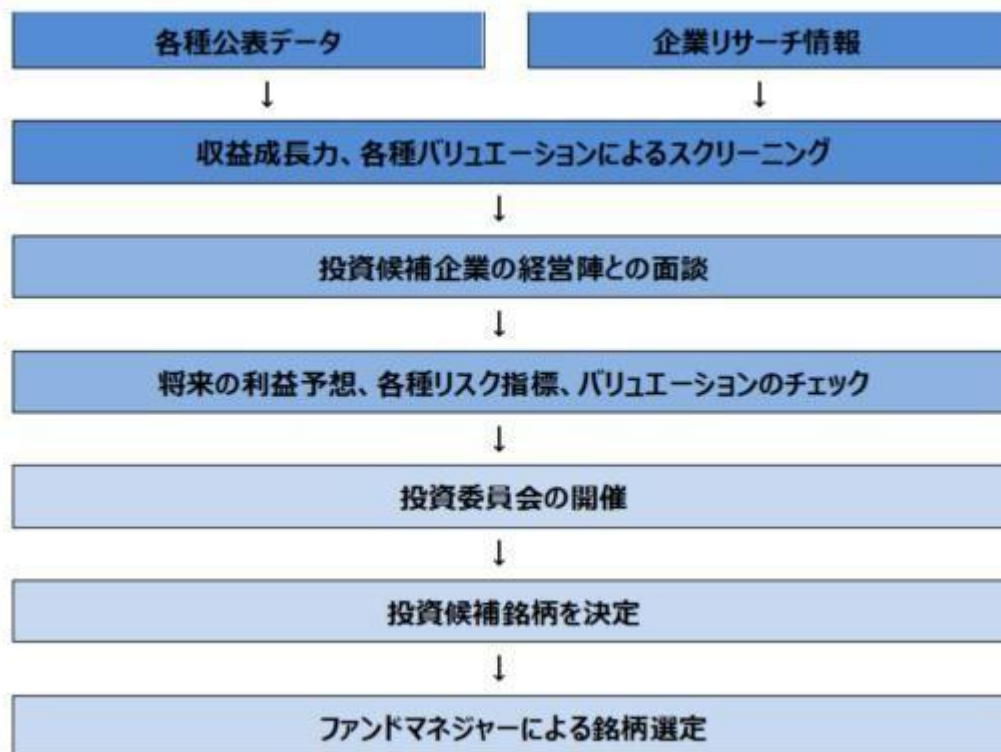 各種公表データ
企業リサーチ情報
↓ ↓
収益成長力、各種バリュエーションによるスクリーニング
↓
投資候補企業の経営陣との面談
↓
将来の利益予想、各種リスク指標、バリュエーションのチェック
↓
投資委員会の開催
↓
投資候補銘柄を決定
↓
ファンドマネジャーによる銘柄選定